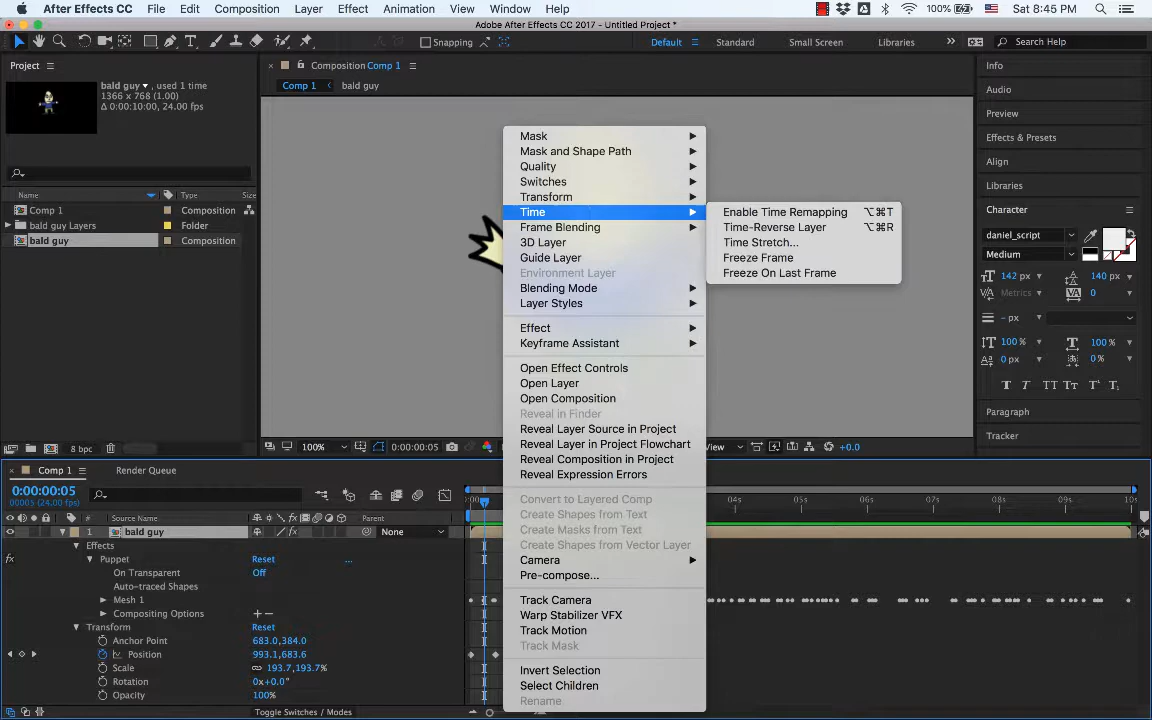 After Effects CC File Edit Composition Layer Effect Animation View Window Help 100% Sat 8:45 PM
Adobe After Effects CC 2017 - Untitled Project *
Snapping Default Standard Small Screen Libraries Search Help
Project
Composition Comp 1
Info
bald guy , used 1 time
1366 x 768 (1.00)
Δ 0:00:10:00, 24.00 fps
Comp 1 bald guy
Audio
Preview
Effects & Presets
Align
Libraries
Character
daniel_script
Medium
142 px 140 px
Metrics 0
- px
100 % 100 %
0 px 0 %
T T TT Tт T¹ T₁
Paragraph
Tracker
Name Type Size
Comp 1 Composition
bald guy Layers Folder
bald guy Composition
8 bpc
Mask
Mask and Shape Path
Quality
Switches
Transform
Time
Frame Blending
3D Layer
Guide Layer
Environment Layer
Blending Mode
Layer Styles
Effect
Keyframe Assistant
Open Effect Controls
Open Layer
Open Composition
Reveal in Finder
Reveal Layer Source in Project
Reveal Layer in Project Flowchart
Reveal Composition in Project
Reveal Expression Errors
Convert to Layered Comp
Create Shapes from Text
Create Masks from Text
Create Shapes from Vector Layer
Camera
Pre-compose...
Track Camera
Warp Stabilizer VFX
Track Motion
Track Mask
Invert Selection
Select Children
Rename
Enable Time Remapping ⌥⌘T
Time-Reverse Layer ⌥⌘R
Time Stretch...
Freeze Frame
Freeze On Last Frame
100% 0:00:00:05 View +0.0
Comp 1 Render Queue
0:00:00:05
00005 (24.00 fps)
04s 05s 06s 07s 08s 09s 10s
# Source Name Parent
1 bald guy None
Effects
Puppet Reset ...
On Transparent Off
Auto-traced Shapes
Mesh 1
Compositing Options + –
Transform Reset
Anchor Point 683.0,384.0
Position 993.1,683.6
Scale 193.7,193.7%
Rotation 0x+0.0°
Opacity 100%
Toggle Switches / Modes